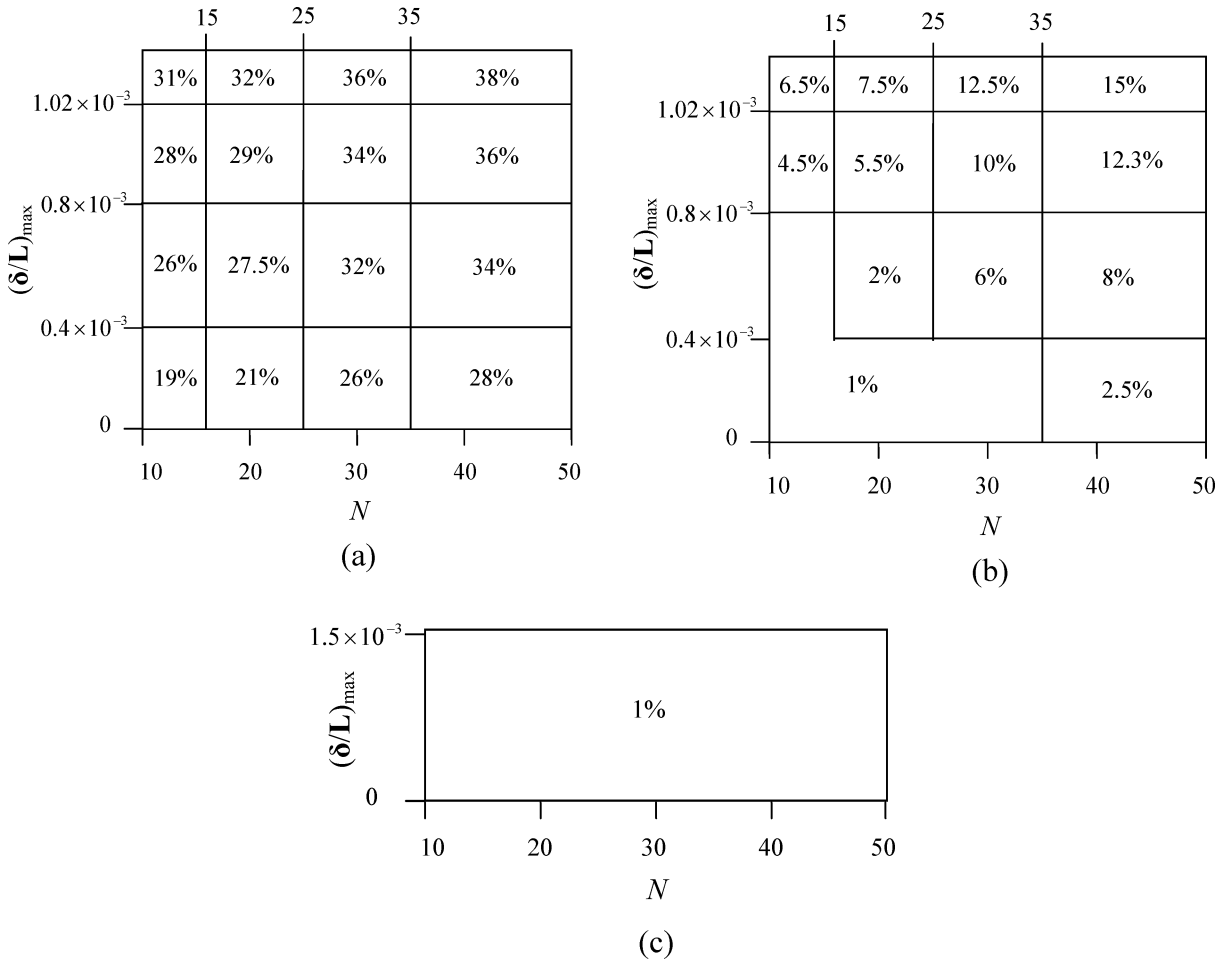 15 25 35
31% 32% 36% 38%
1.02×10⁻³
28% 29% 34% 36%
0.8×10⁻³
(δ/L)max
26% 27.5% 32% 34%
0.4×10⁻³
19% 21% 26% 28%
0
10 20 30 40 50
N
(a)
15 25 35
6.5% 7.5% 12.5% 15%
1.02×10⁻³
4.5% 5.5% 10% 12.3%
0.8×10⁻³
(δ/L)max
2% 6% 8%
0.4×10⁻³
1% 2.5%
0
10 20 30 40 50
N
(b)
1.5×10⁻³
(δ/L)max
1%
0
10 20 30 40 50
N
(c)